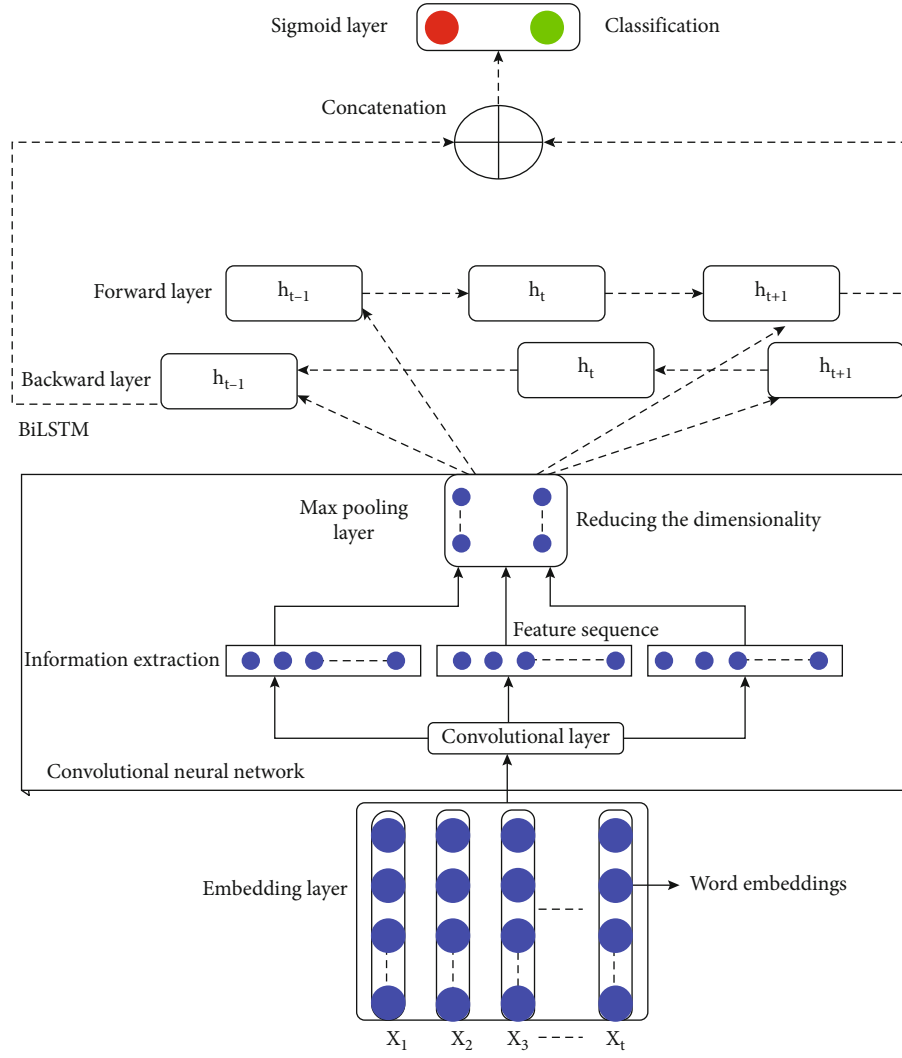 Sigmoid layer
Classification
Concatenation
Forward layer
h_{t–1}
h_t
h_{t+1}
Backward layer
h_{t–1}
h_t
h_{t+1}
BiLSTM
Max pooling
layer
Reducing the dimensionality
Feature sequence
Information extraction
Convolutional layer
Convolutional neural network
Embedding layer
Word embeddings
X_1 X_2 X_3 X_t